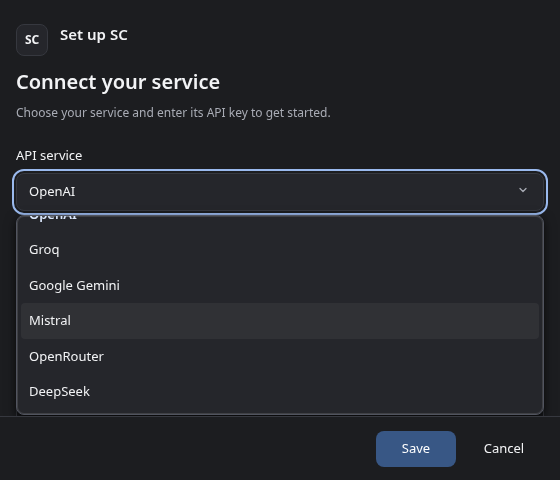 SC
Set up SC
Connect your service
Choose your service and enter its API key to get started.
API service
OpenAI
OpenAI
Groq
Google Gemini
Mistral
OpenRouter
DeepSeek
Save
Cancel